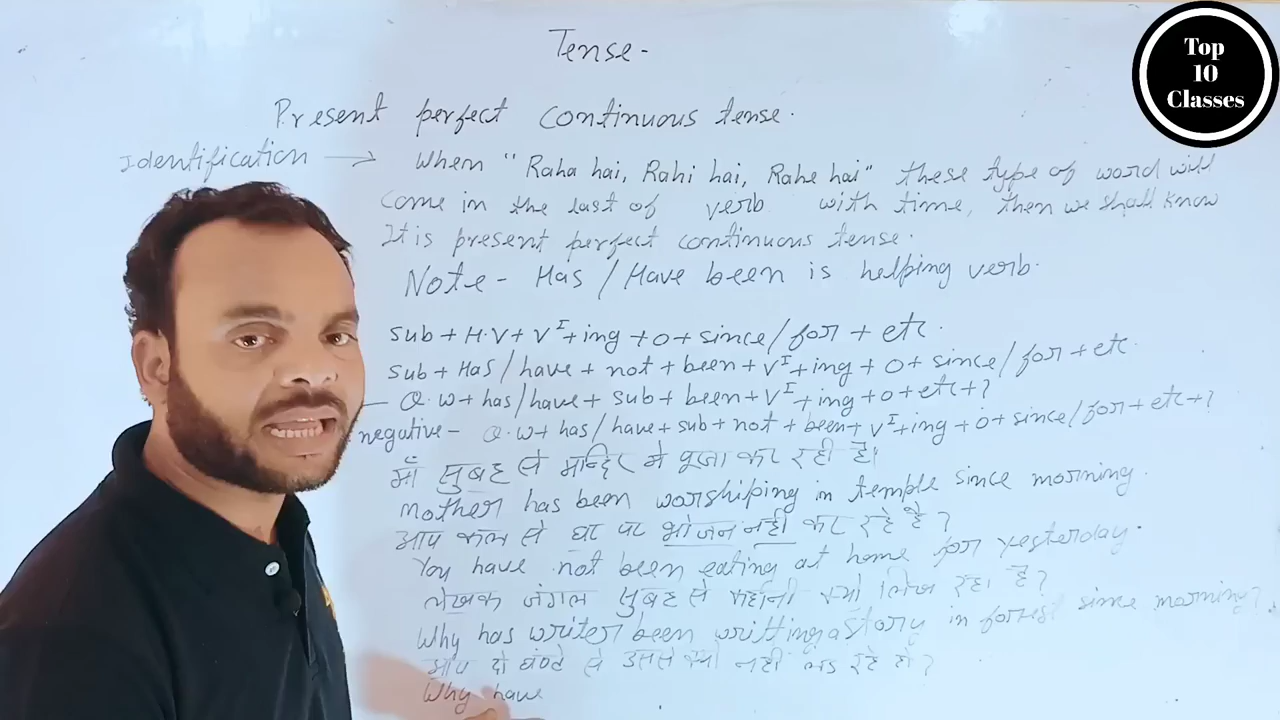 Top
10
Classes
Tense-
Present perfect continuous tense.
Identification → When "Raha hai, Rahi hai, Rahe hai" these type of word will
come in the last of verb with time, then we shall know
It is present perfect continuous tense.
Note- Has/Have been is helping verb.
sub + H.V + V^I + ing + o + since/for + etc.
sub + Has/have + not + been + V^I + ing + o + since/for + etc.
- Q.w + has/have + sub + been + V^I + ing + o + etc + ?
negative - Q.w + has/have + sub + not + been + V^I + ing + o + since/for + etc + ?
माँ सुबह से मन्दिर मे पूजा कर रही है।
Mother has been worshiping in temple since morning.
आप कल से घर पर भोजन नही कर रहे है?
You have not been eating at home for yesterday.
लेखक जंगल सुबह से क्यो लिख रहा है?
Why has writer been writting a story in forest since morning?
आप दो घण्टे से उससे क्यो नही लड रहे हो?
Why have